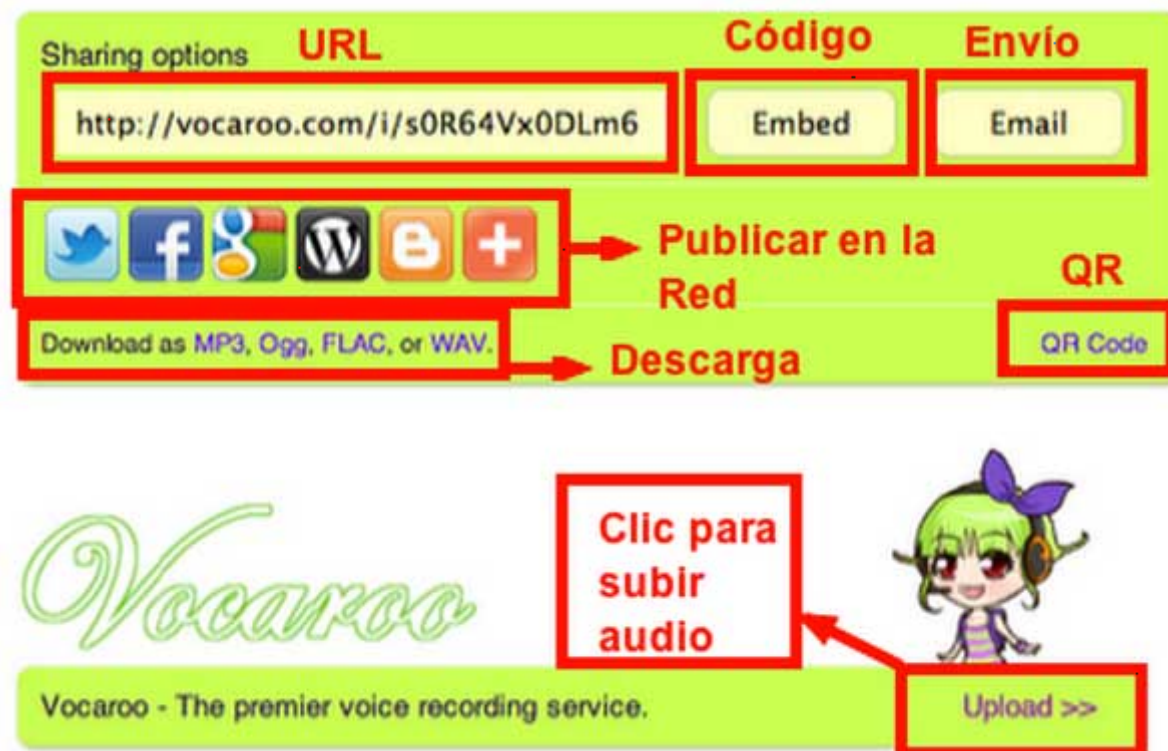 Sharing options URL Código Envío
http://vocaroo.com/i/s0R64Vx0DLm6 Embed Email
Publicar en la
Red
QR
Download as MP3, Ogg, FLAC, or WAV.
Descarga
QR Code
Clic para
subir
audio
Vocaroo
Vocaroo - The premier voice recording service.
Upload >>